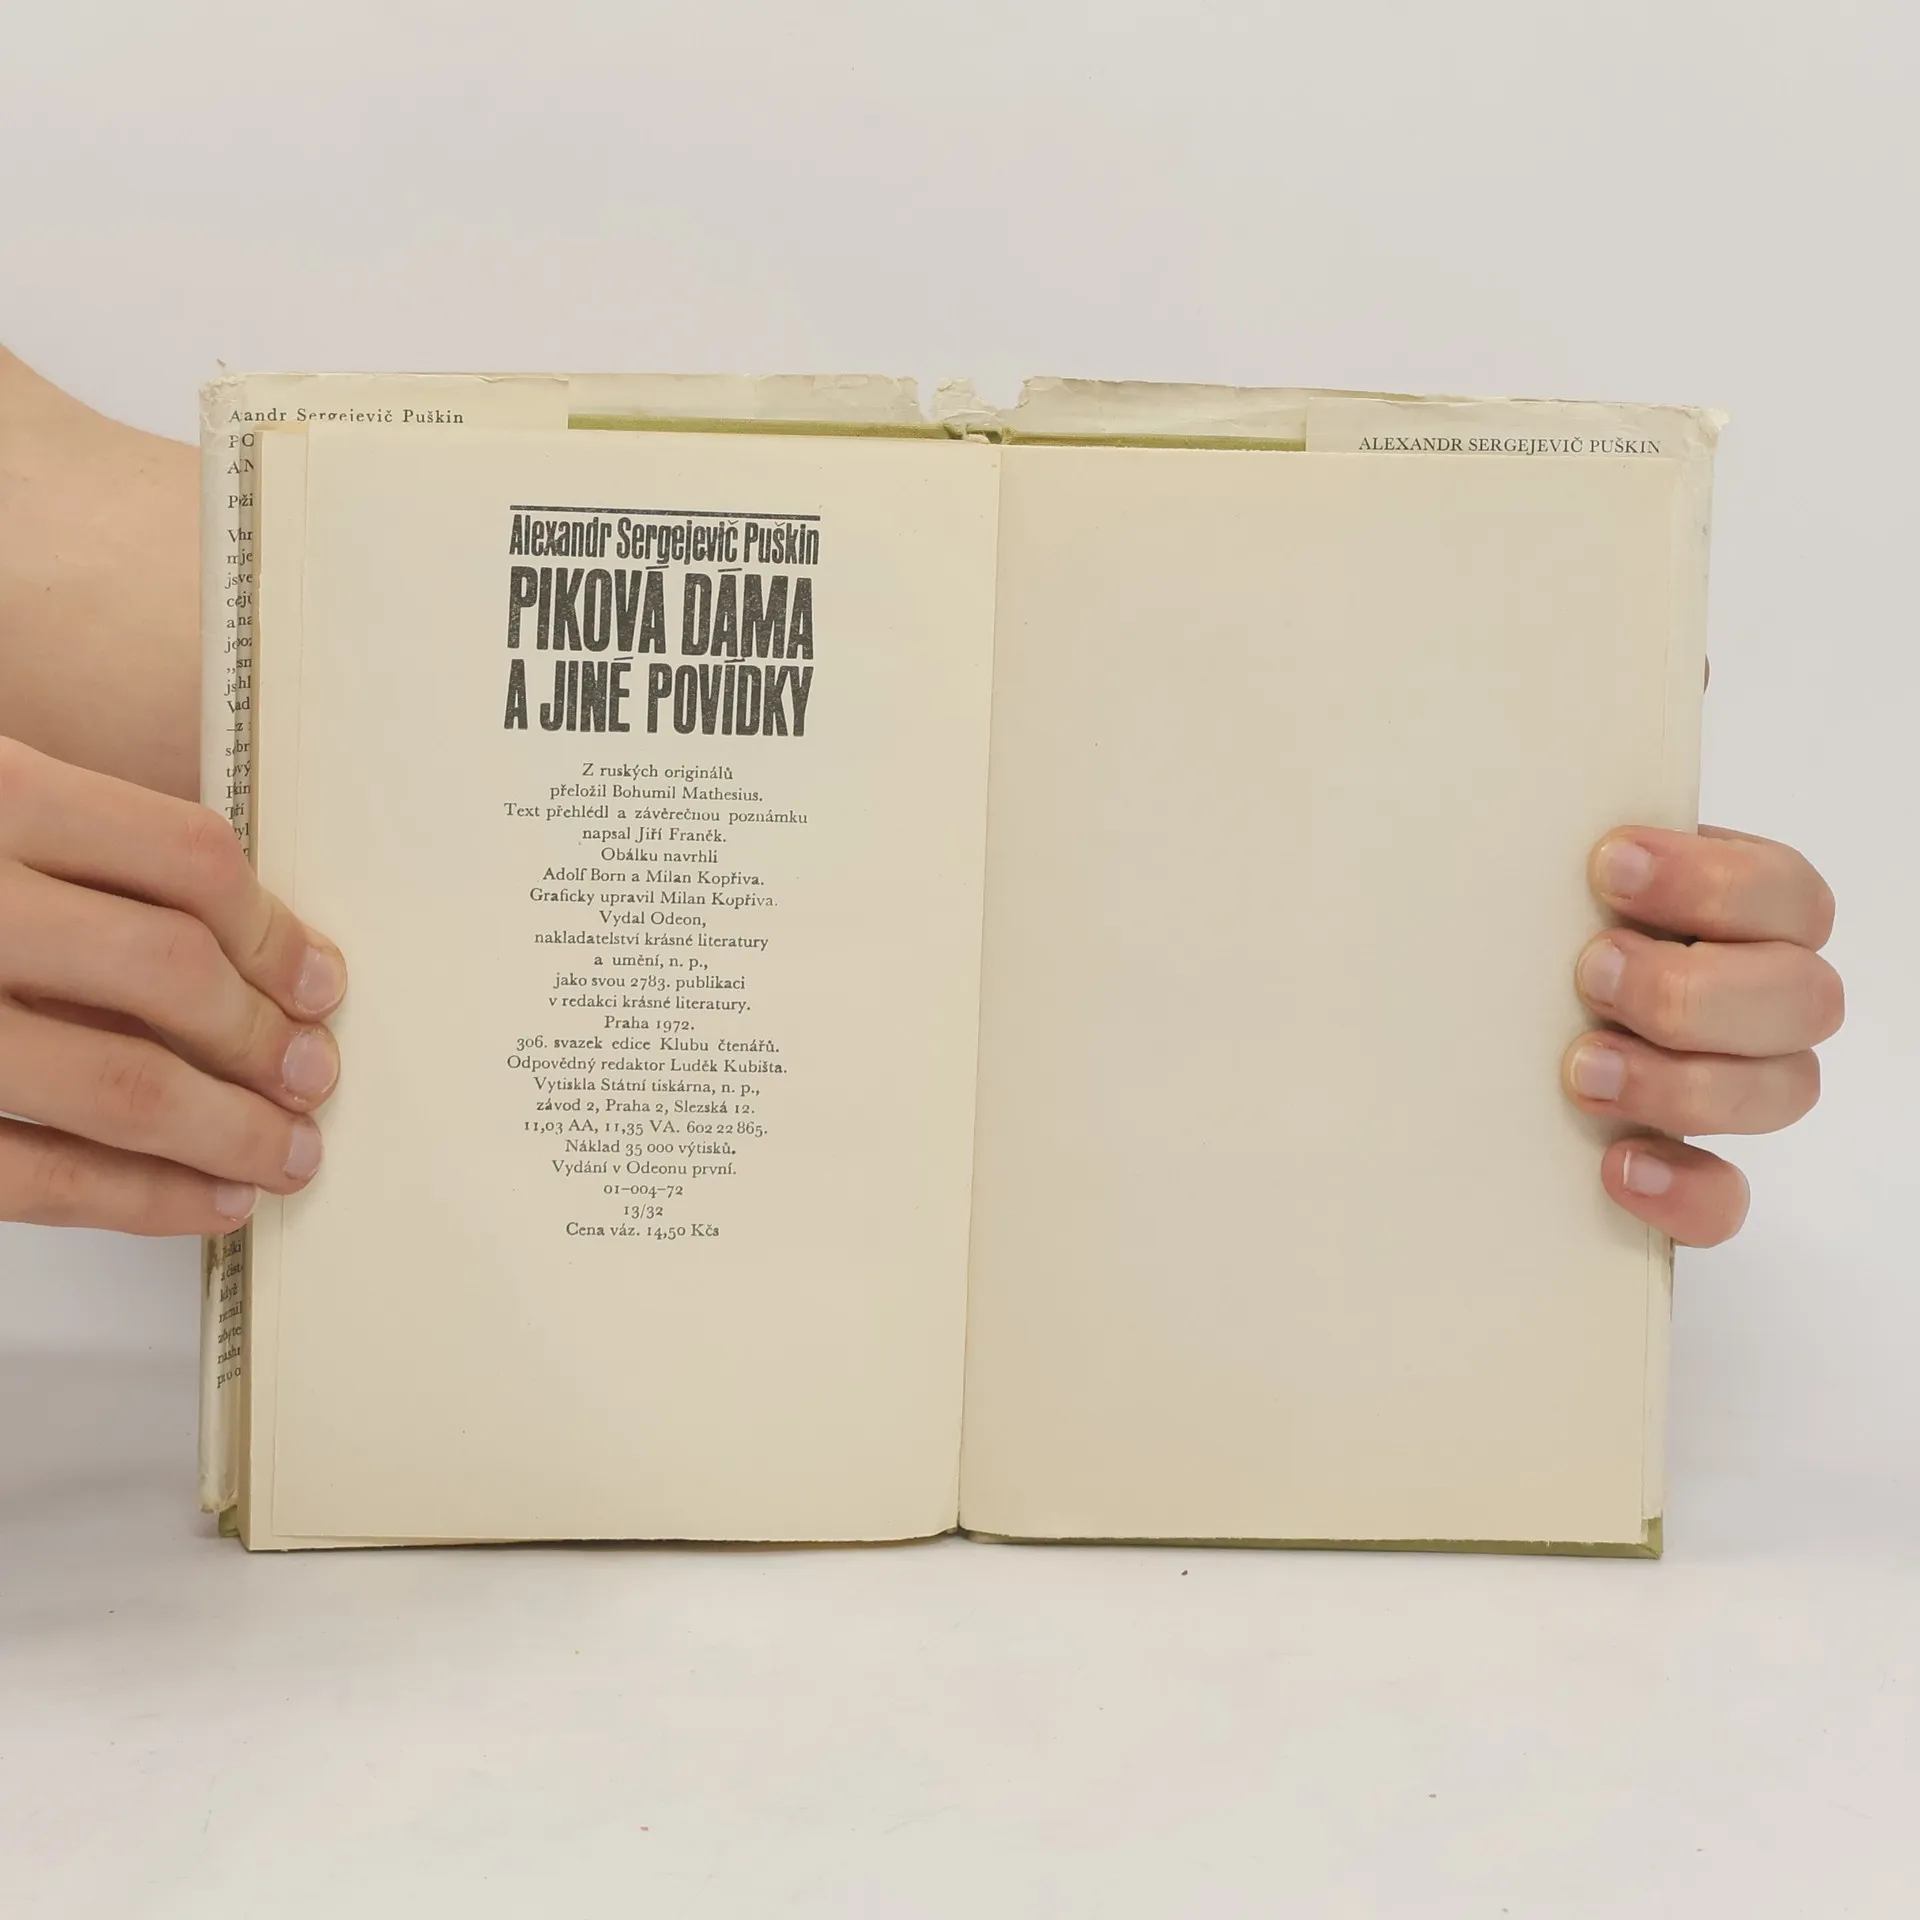 andr Sergejevič Puškin
ALEXANDR SERGEJEVIČ PUŠKIN
Alexandr Sergejevič Puškin
PIKOVÁ DÁMA
A JINÉ POVÍDKY
Z ruských originálů
přeložil Bohumil Mathesius.
Text přehlédl a závěrečnou poznámku
napsal Jiří Franěk.
Obálku navrhli
Adolf Born a Milan Kopřiva.
Graficky upravil Milan Kopřiva.
Vydal Odeon,
nakladatelství krásné literatury
a umění, n. p.,
jako svou 2783. publikaci
v redakci krásné literatury.
Praha 1972.
306. svazek edice Klubu čtenářů.
Odpovědný redaktor Luděk Kubišta.
Vytiskla Státní tiskárna, n. p.,
závod 2, Praha 2, Slezská 12.
11,03 AA, 11,35 VA. 602 22 865.
Náklad 35 000 výtisků.
Vydání v Odeonu první.
01–004–72
13/32
Cena váz. 14,50 Kčs